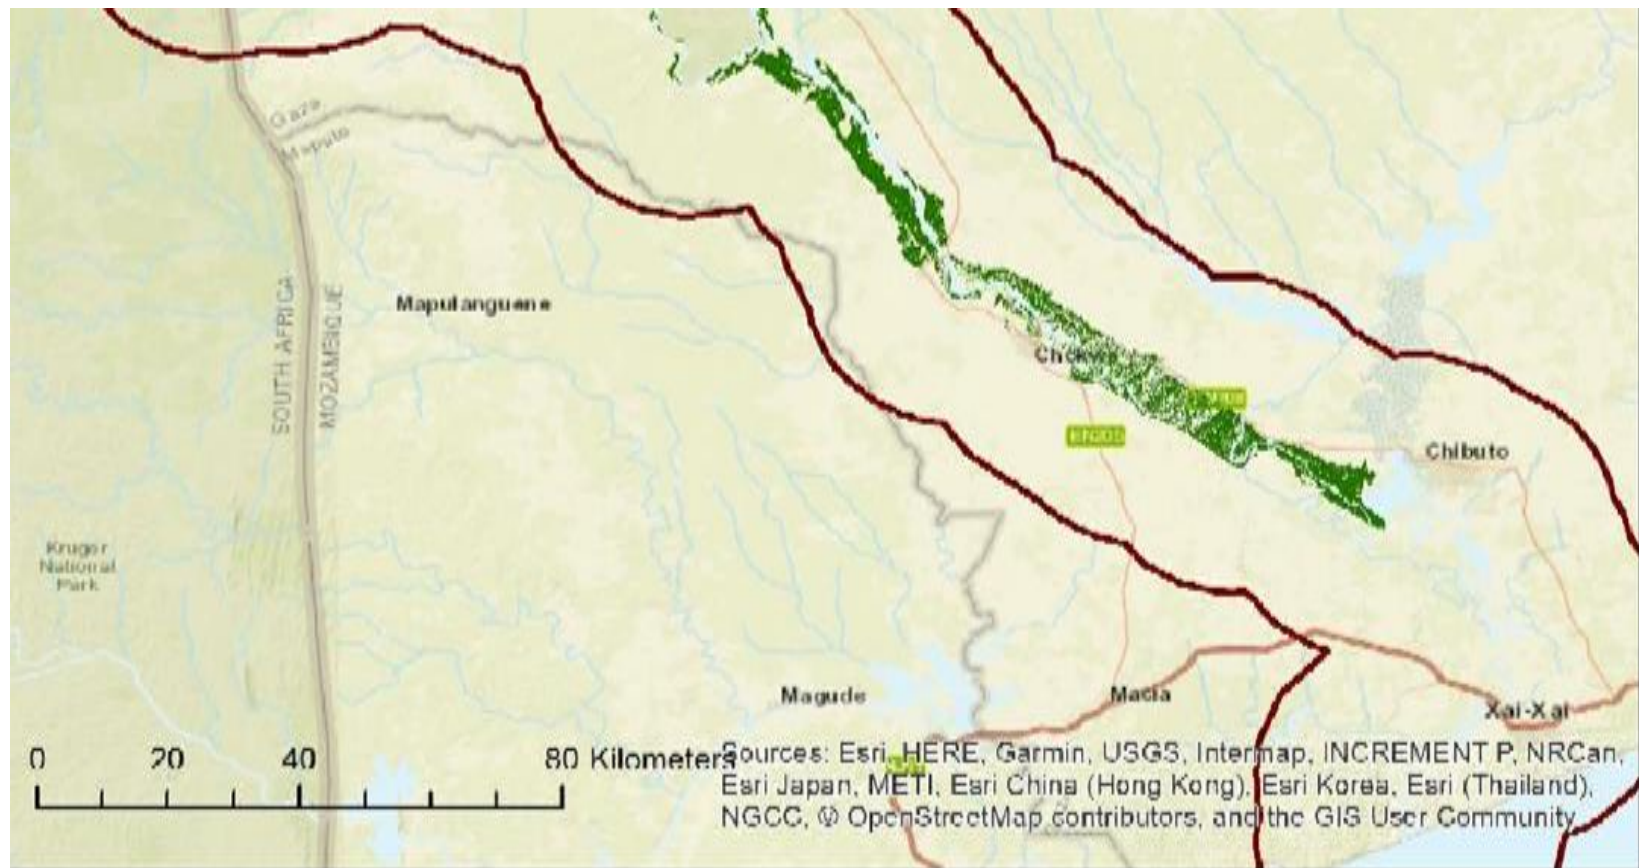 Gaza
Maputo
SOUTH AFRICA
MOZAMBIQUE
Mapulanguene
Chokwe
Chibuto
Kruger
National
Park
Magude
Macia
Xai-Xai
0 20 40 80 Kilometers
Sources: Esri, HERE, Garmin, USGS, Intermap, INCREMENT P, NRCan,
Esri Japan, METI, Esri China (Hong Kong), Esri Korea, Esri (Thailand),
NGCC, © OpenStreetMap contributors, and the GIS User Community